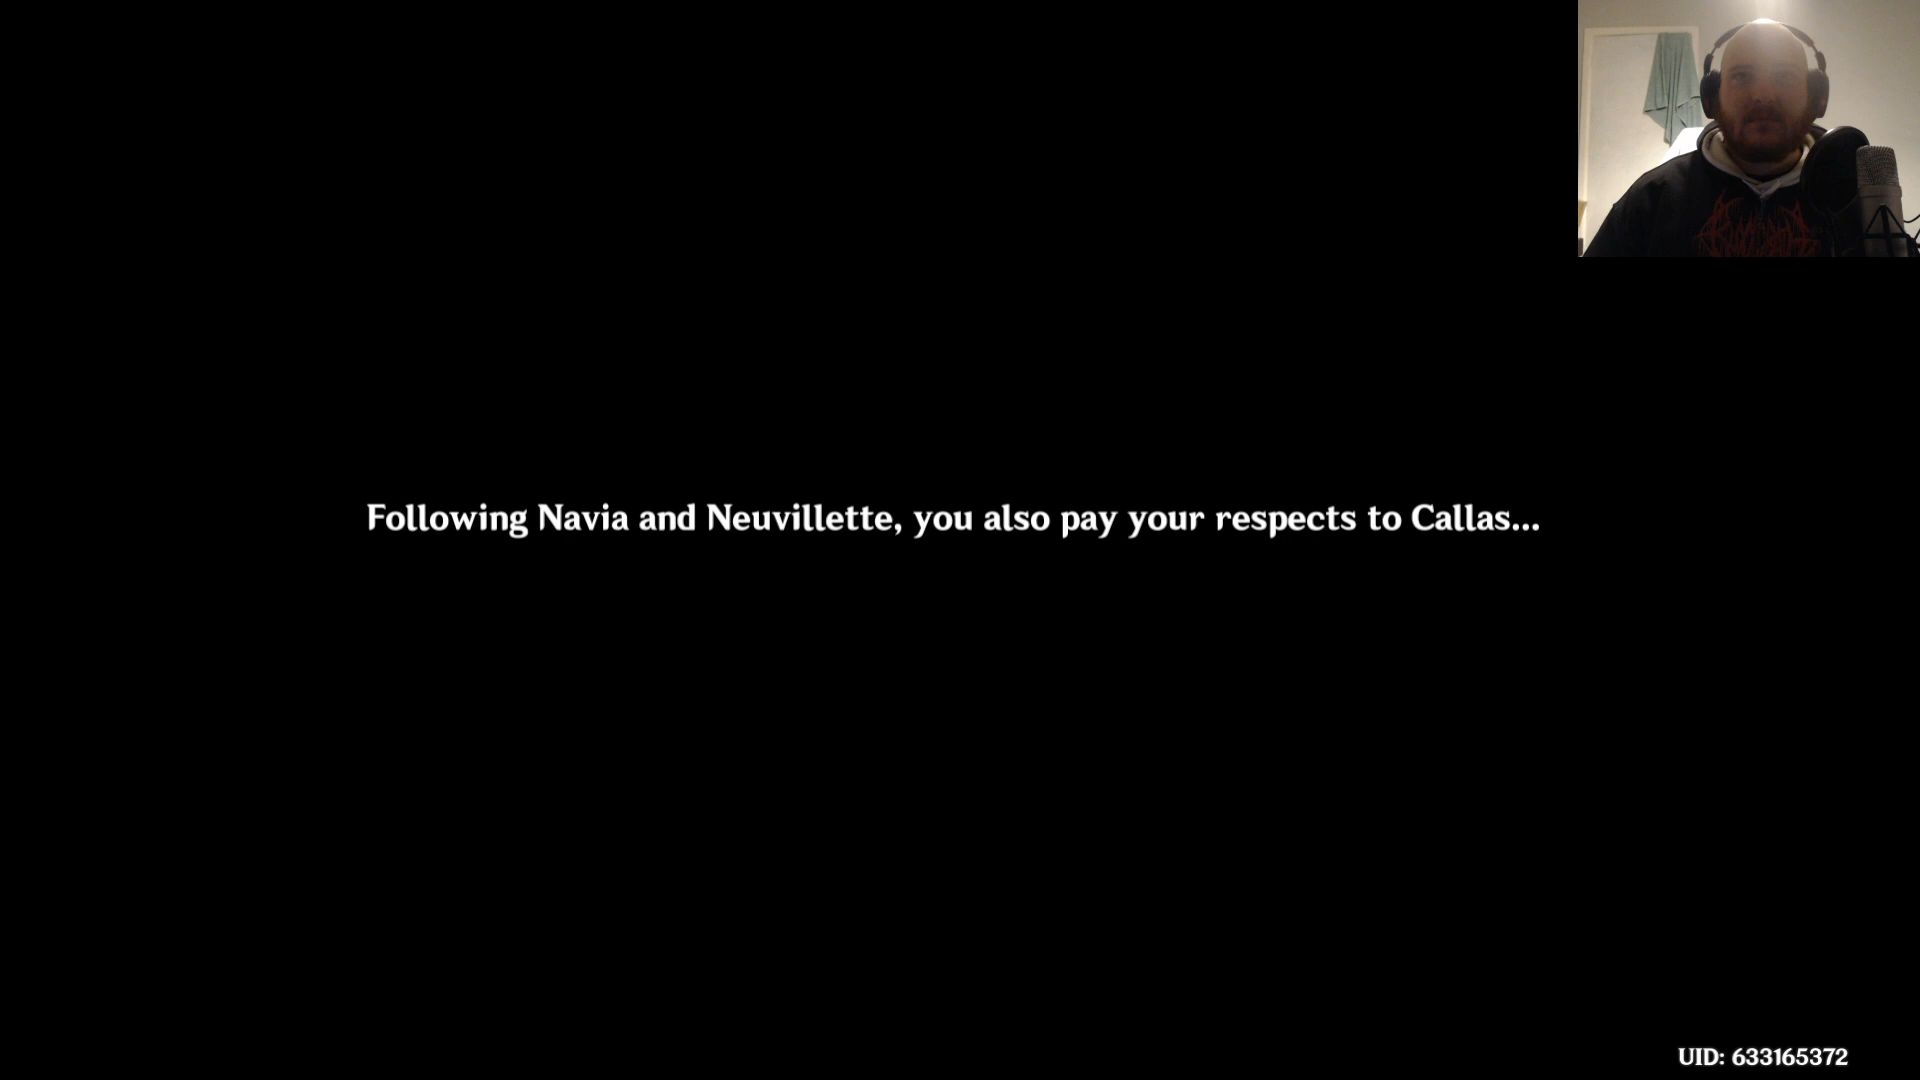 Following Navia and Neuvillette, you also pay your respects to Callas...
UID: 633165372